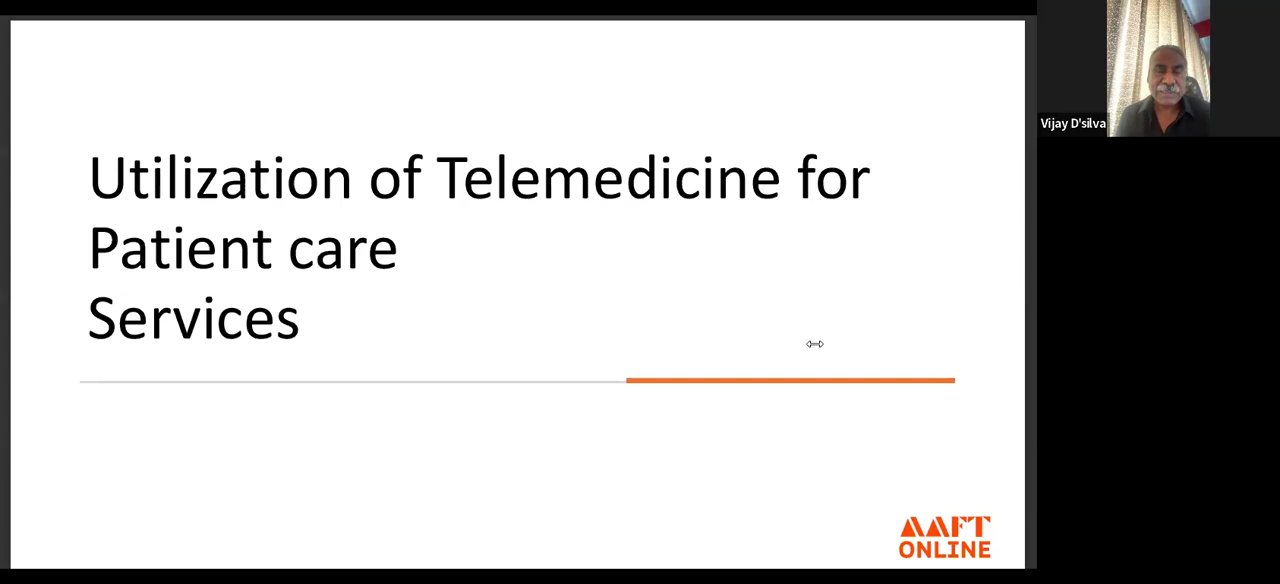 Utilization of Telemedicine for
Patient care
Services
AAFT
ONLINE
Vijay D'silva